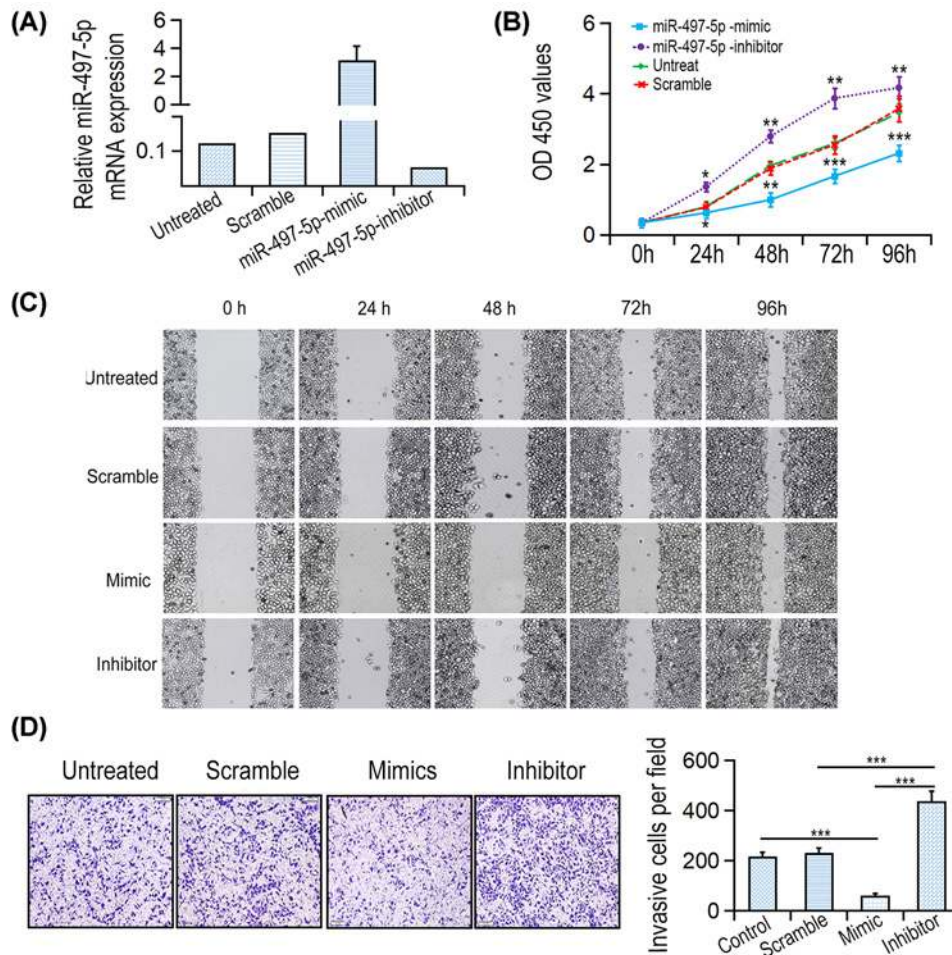 (A)
Relative miR-497-5p
mRNA expression
6
4
2
0
0.1
Untreated
Scramble
miR-497-5p-mimic
miR-497-5p-inhibitor
(B)
OD 450 values
6
4
2
0
miR-497-5p -mimic
miR-497-5p -inhibitor
Untreat
Scramble
* ** ** **
* ** *** ***
0h 24h 48h 72h 96h
(C)
0 h 24 h 48 h 72h 96h
Untreated
Scramble
Mimic
Inhibitor
(D)
Untreated Scramble Mimics Inhibitor
Invasive cells per field
600
400
200
0
***
***
***
Control
Scramble
Mimic
Inhibitor